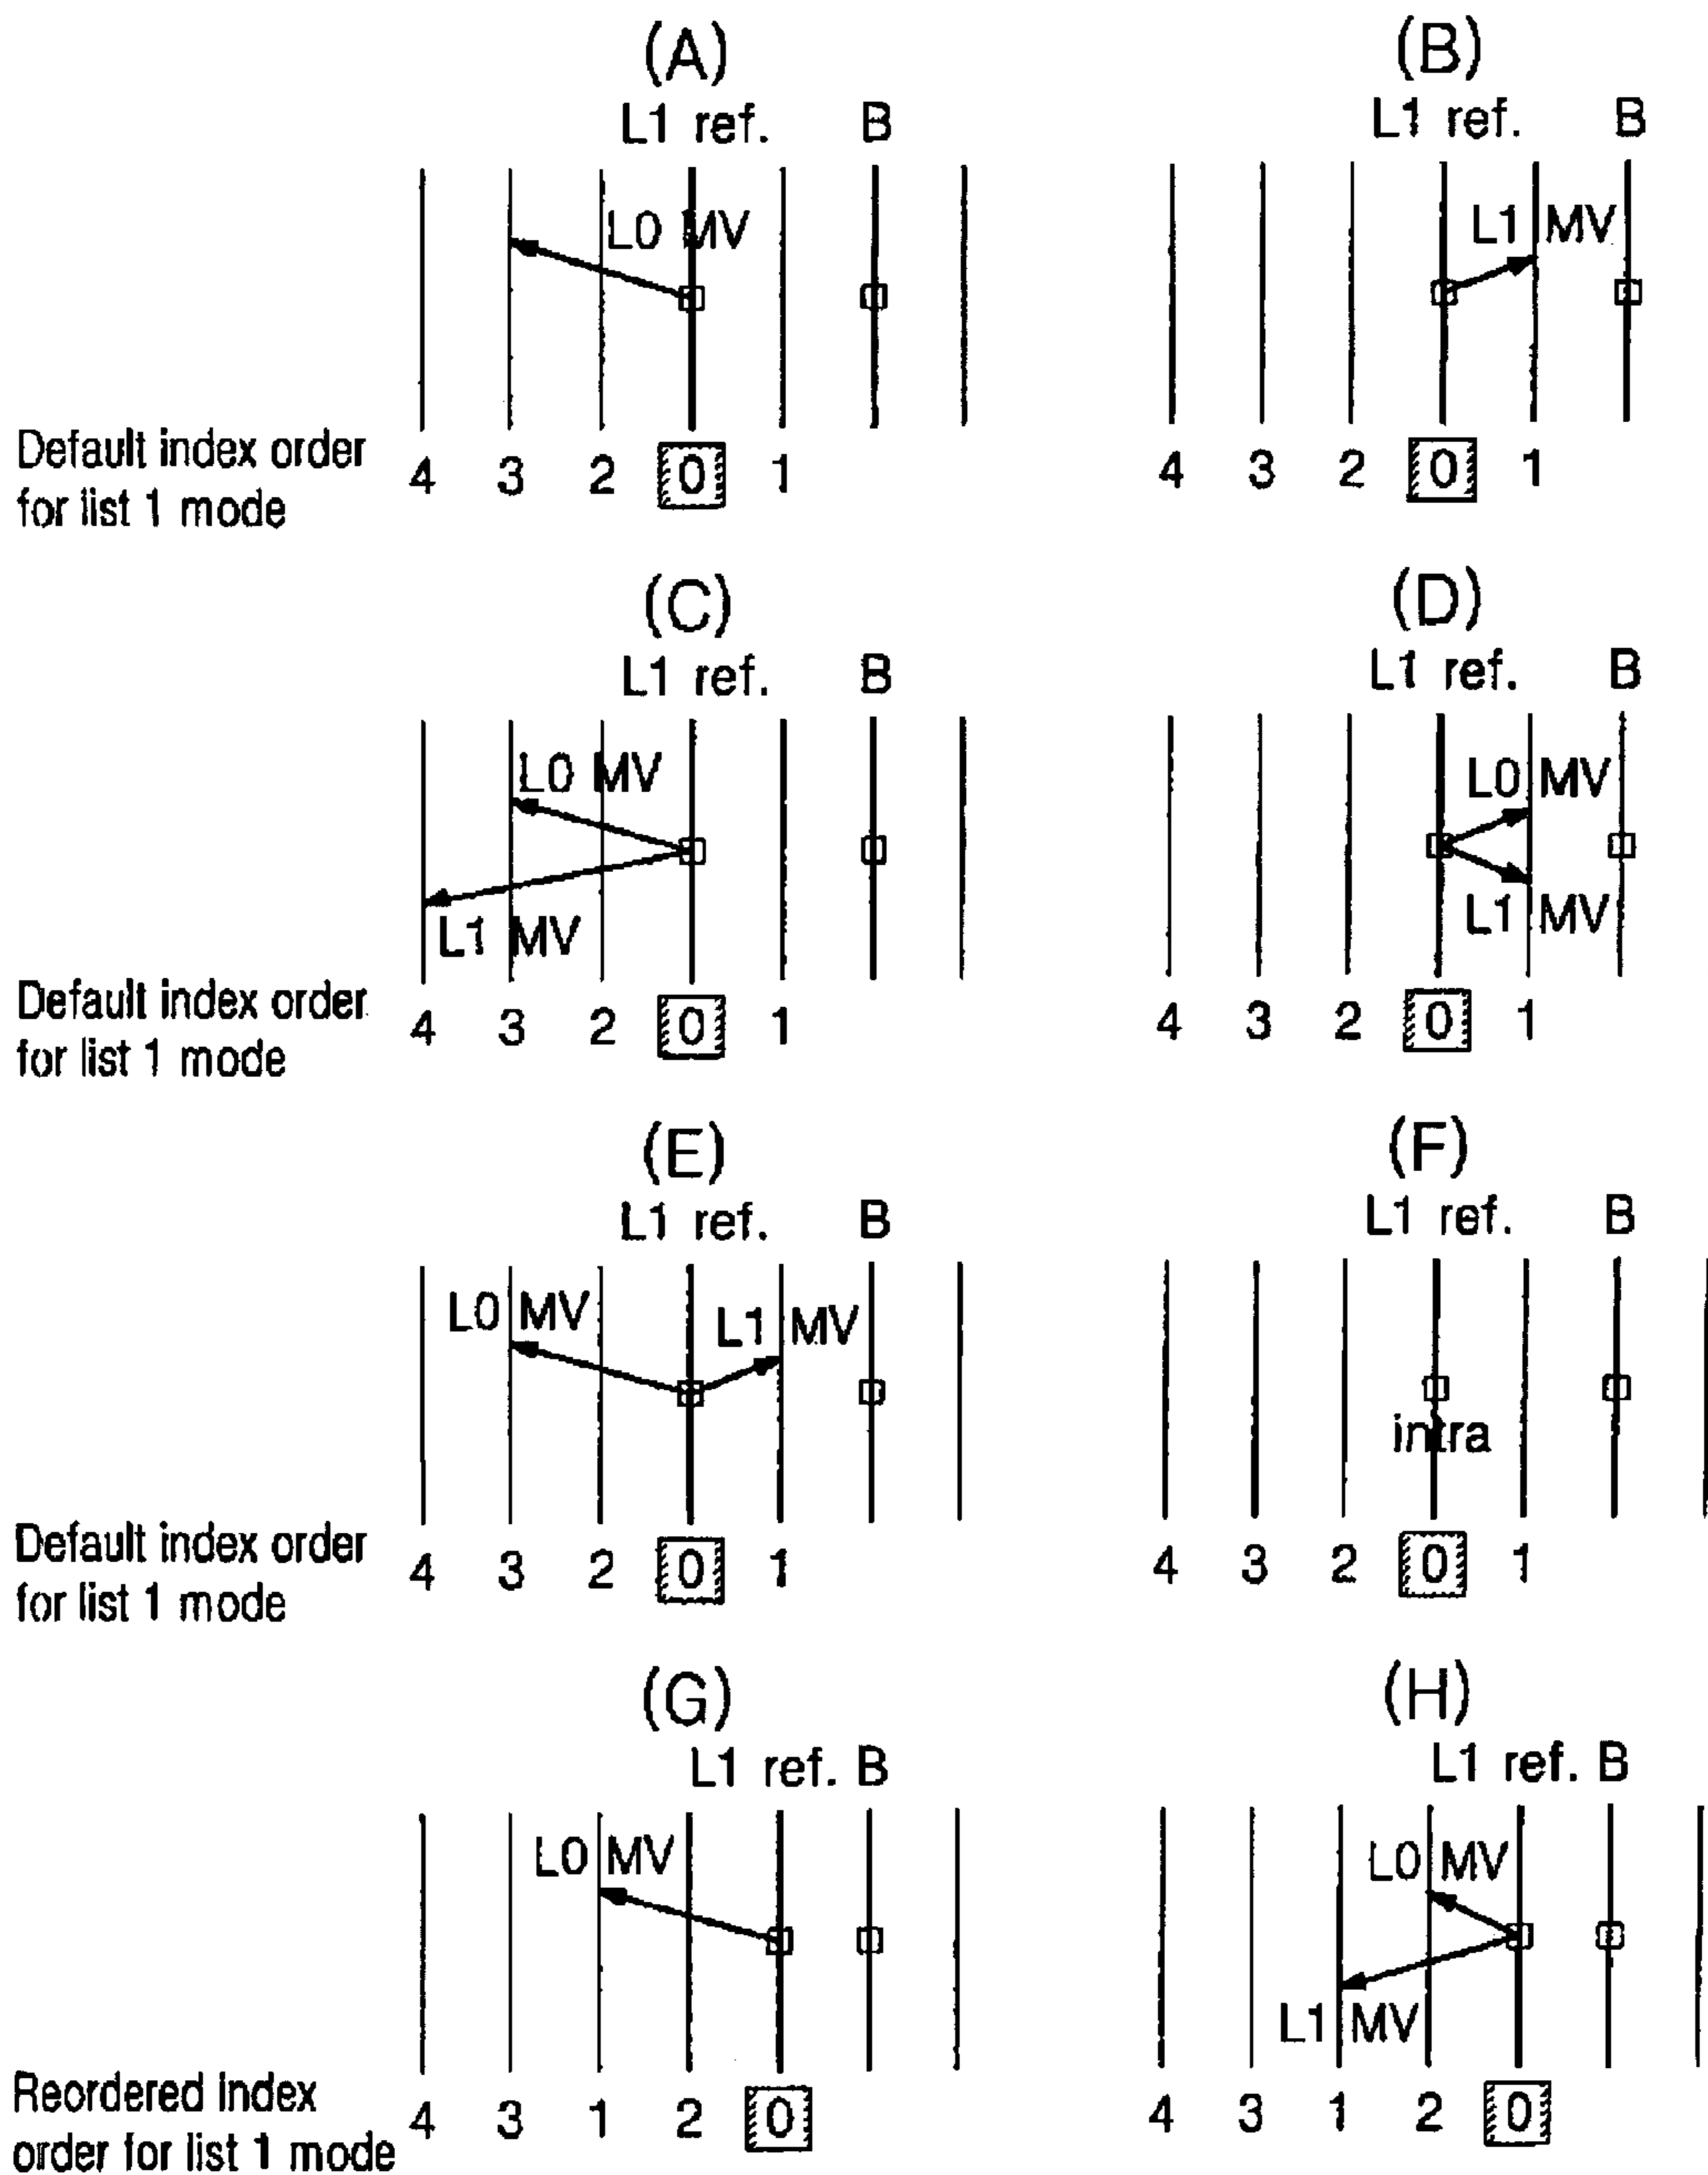 (A) (B)
L1 ref. B L1 ref. B
L0 MV L1 MV
Default index order
for list 1 mode
4 3 2 0 1 4 3 2 0 1
(C) (D)
L1 ref. B L1 ref. B
L0 MV L0 MV
L1 MV L1 MV
Default index order
for list 1 mode
4 3 2 0 1 4 3 2 0 1
(E) (F)
L1 ref. B L1 ref. B
L0 MV L1 MV
intra
Default index order
for list 1 mode
4 3 2 0 1 4 3 2 0 1
(G) (H)
L1 ref. B L1 ref. B
L0 MV L0 MV
L1 MV
Reordered index
order for list 1 mode
4 3 1 2 0 4 3 1 2 0